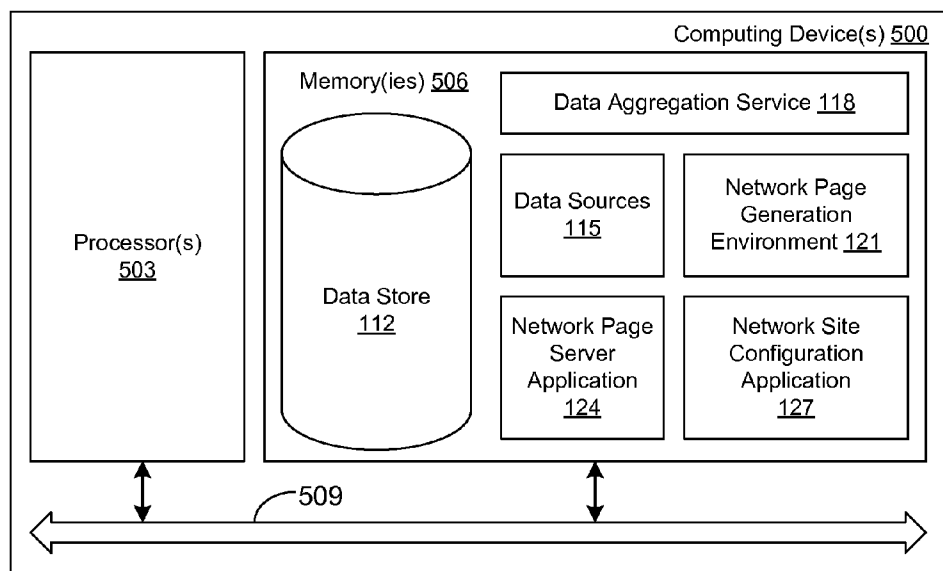 Computing Device(s) 500
Processor(s)
503
Memory(ies) 506
Data Store
112
Data Aggregation Service 118
Data Sources
115
Network Page
Generation
Environment 121
Network Page
Server
Application
124
Network Site
Configuration
Application
127
509